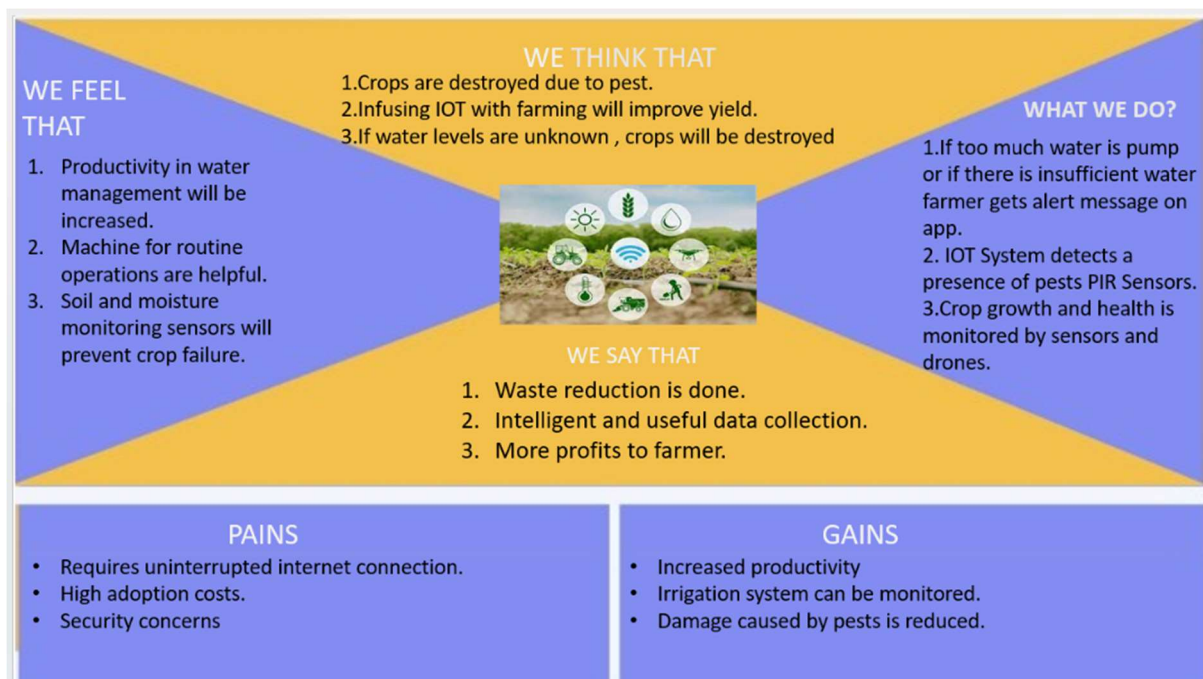 WE THINK THAT
1.Crops are destroyed due to pest.
2.Infusing IOT with farming will improve yield.
3.If water levels are unknown , crops will be destroyed
WE FEEL
THAT
1. Productivity in water
management will be
increased.
2. Machine for routine
operations are helpful.
3. Soil and moisture
monitoring sensors will
prevent crop failure.
WHAT WE DO?
1.If too much water is pump
or if there is insufficient water
farmer gets alert message on
app.
2. IOT System detects a
presence of pests PIR Sensors.
3.Crop growth and health is
monitored by sensors and
drones.
WE SAY THAT
1. Waste reduction is done.
2. Intelligent and useful data collection.
3. More profits to farmer.
PAINS
• Requires uninterrupted internet connection.
• High adoption costs.
• Security concerns
GAINS
• Increased productivity
• Irrigation system can be monitored.
• Damage caused by pests is reduced.